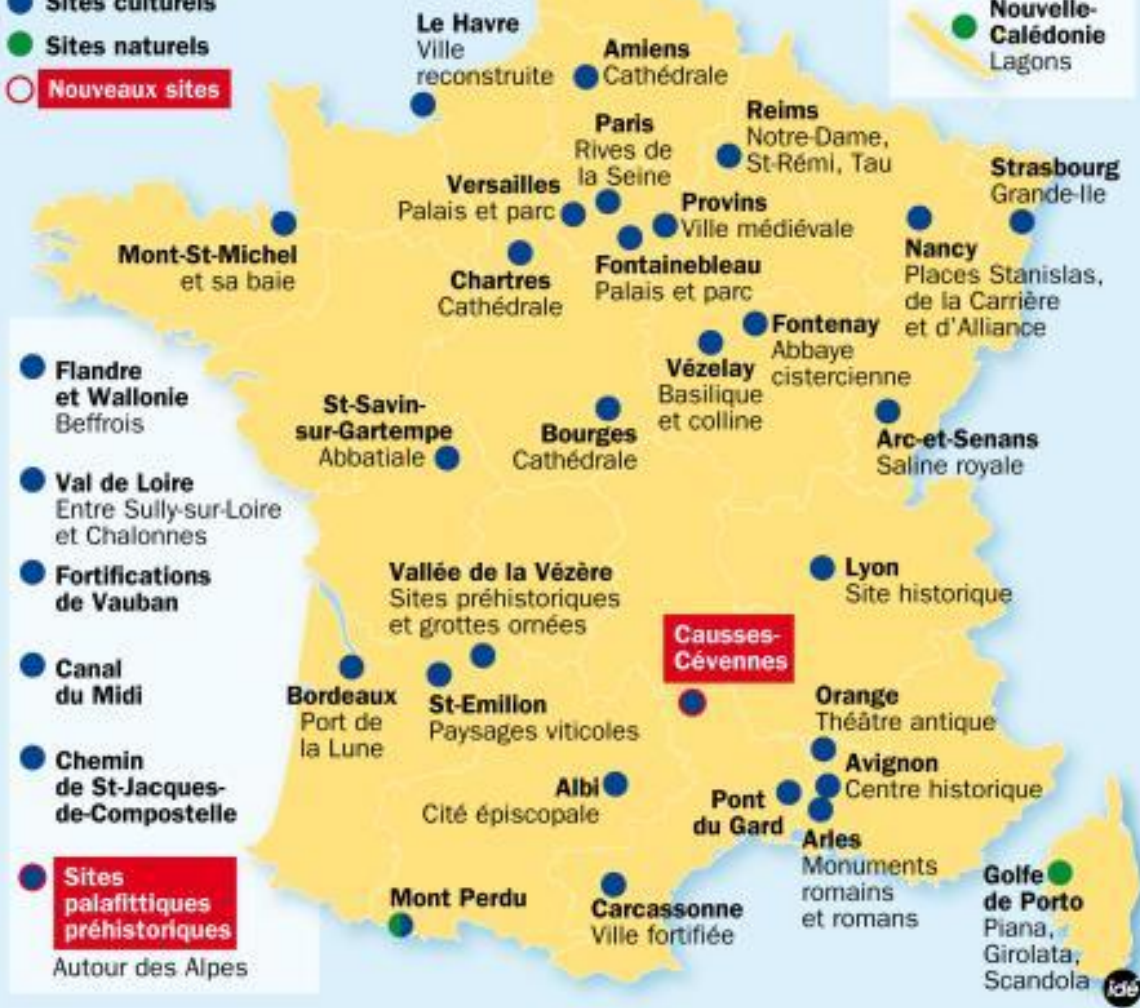 Sites culturels
Sites naturels
Nouveaux sites
Le Havre
Ville
reconstruite
Amiens
Cathédrale
Nouvelle-
Calédonie
Lagons
Paris
Rives de
la Seine
Reims
Notre-Dame,
St-Rémi, Tau
Strasbourg
Grande-Ile
Versailles
Palais et parc
Provins
Ville médiévale
Mont-St-Michel
et sa baie
Chartres
Cathédrale
Fontainebleau
Palais et parc
Nancy
Places Stanislas,
de la Carrière
et d'Alliance
Fontenay
Abbaye
cistercienne
Vézelay
Basilique
et colline
Flandre
et Wallonie
Beffrois
St-Savin-
sur-Gartempe
Abbatiale
Bourges
Cathédrale
Arc-et-Senans
Saline royale
Val de Loire
Entre Sully-sur-Loire
et Chalonnes
Fortifications
de Vauban
Vallée de la Vézère
Sites préhistoriques
et grottes ornées
Lyon
Site historique
Causses-
Cévennes
Canal
du Midi
Bordeaux
Port de
la Lune
St-Emilion
Paysages viticoles
Orange
Théâtre antique
Chemin
de St-Jacques-
de-Compostelle
Albi
Cité épiscopale
Avignon
Centre historique
Pont
du Gard
Arles
Monuments
romains
et romans
Sites
palafittiques
préhistoriques
Autour des Alpes
Mont Perdu
Carcassonne
Ville fortifiée
Golfe
de Porto
Piana,
Girolata,
Scandola
idé